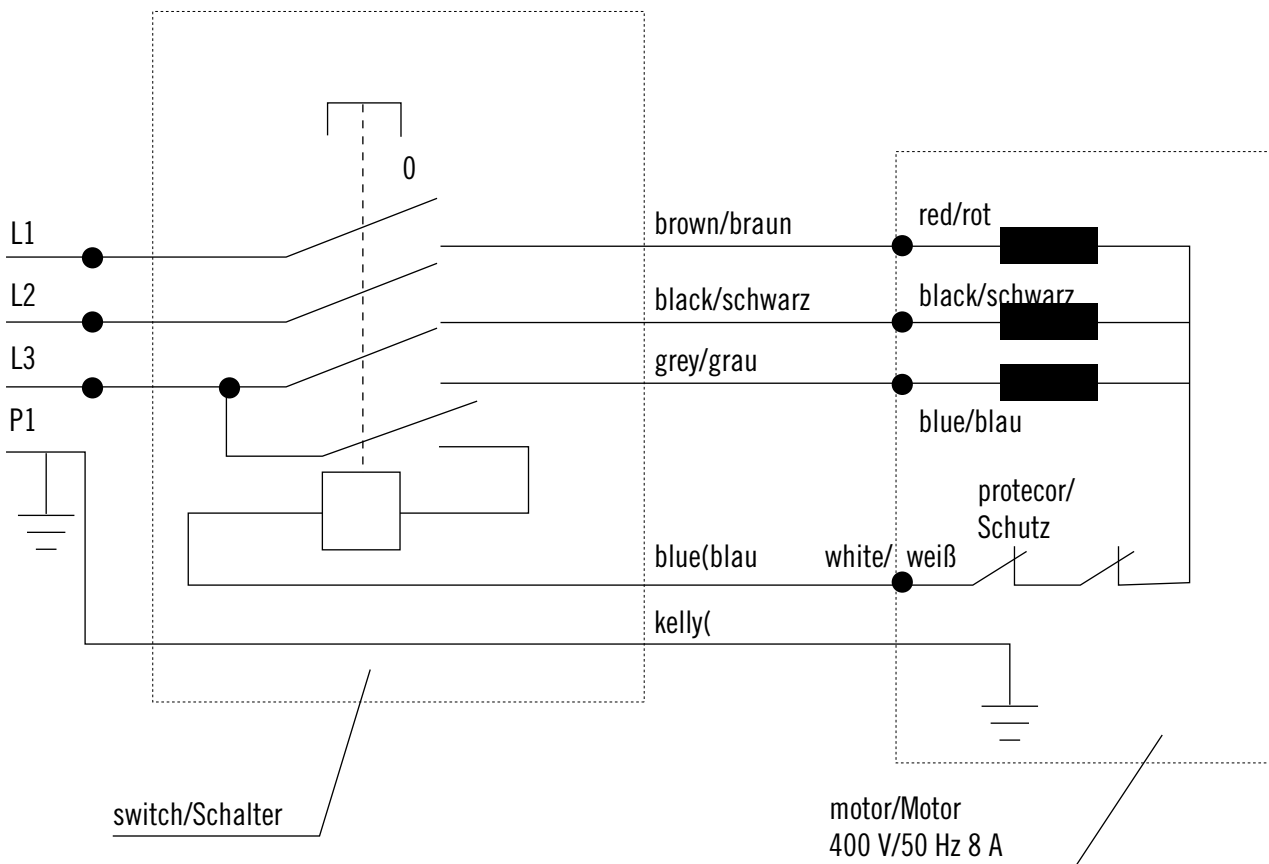 0
L1
L2
L3
P1
brown/braun
black/schwarz
grey/grau
blue(blau
kelly(
red/rot
black/schwarz
blue/blau
protecor/
Schutz
white/ weiß
switch/Schalter
motor/Motor
400 V/50 Hz 8 A